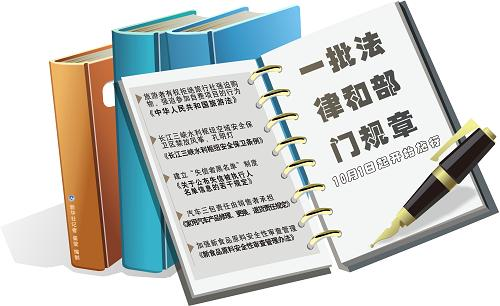 旅游者有权拒绝旅行社强迫购
物、强迫参加自费项目的行为
《中华人民共和国旅游法》
长江三峡水利枢纽空域安全保
卫区禁放风筝、孔明灯
《长江三峡水利枢纽安全保卫条例》
建立“失信者黑名单”制度
《关于公布失信被执行人
名单信息的若干规定》
汽车三包责任由销售者承担
《家用汽车产品修理、更换、退货责任规定》
加强新食品原料安全性审查管理
《新食品原料安全性审查管理办法》
一批法
律和部
门规章
10月1日起开始施行
新华社记者
编制